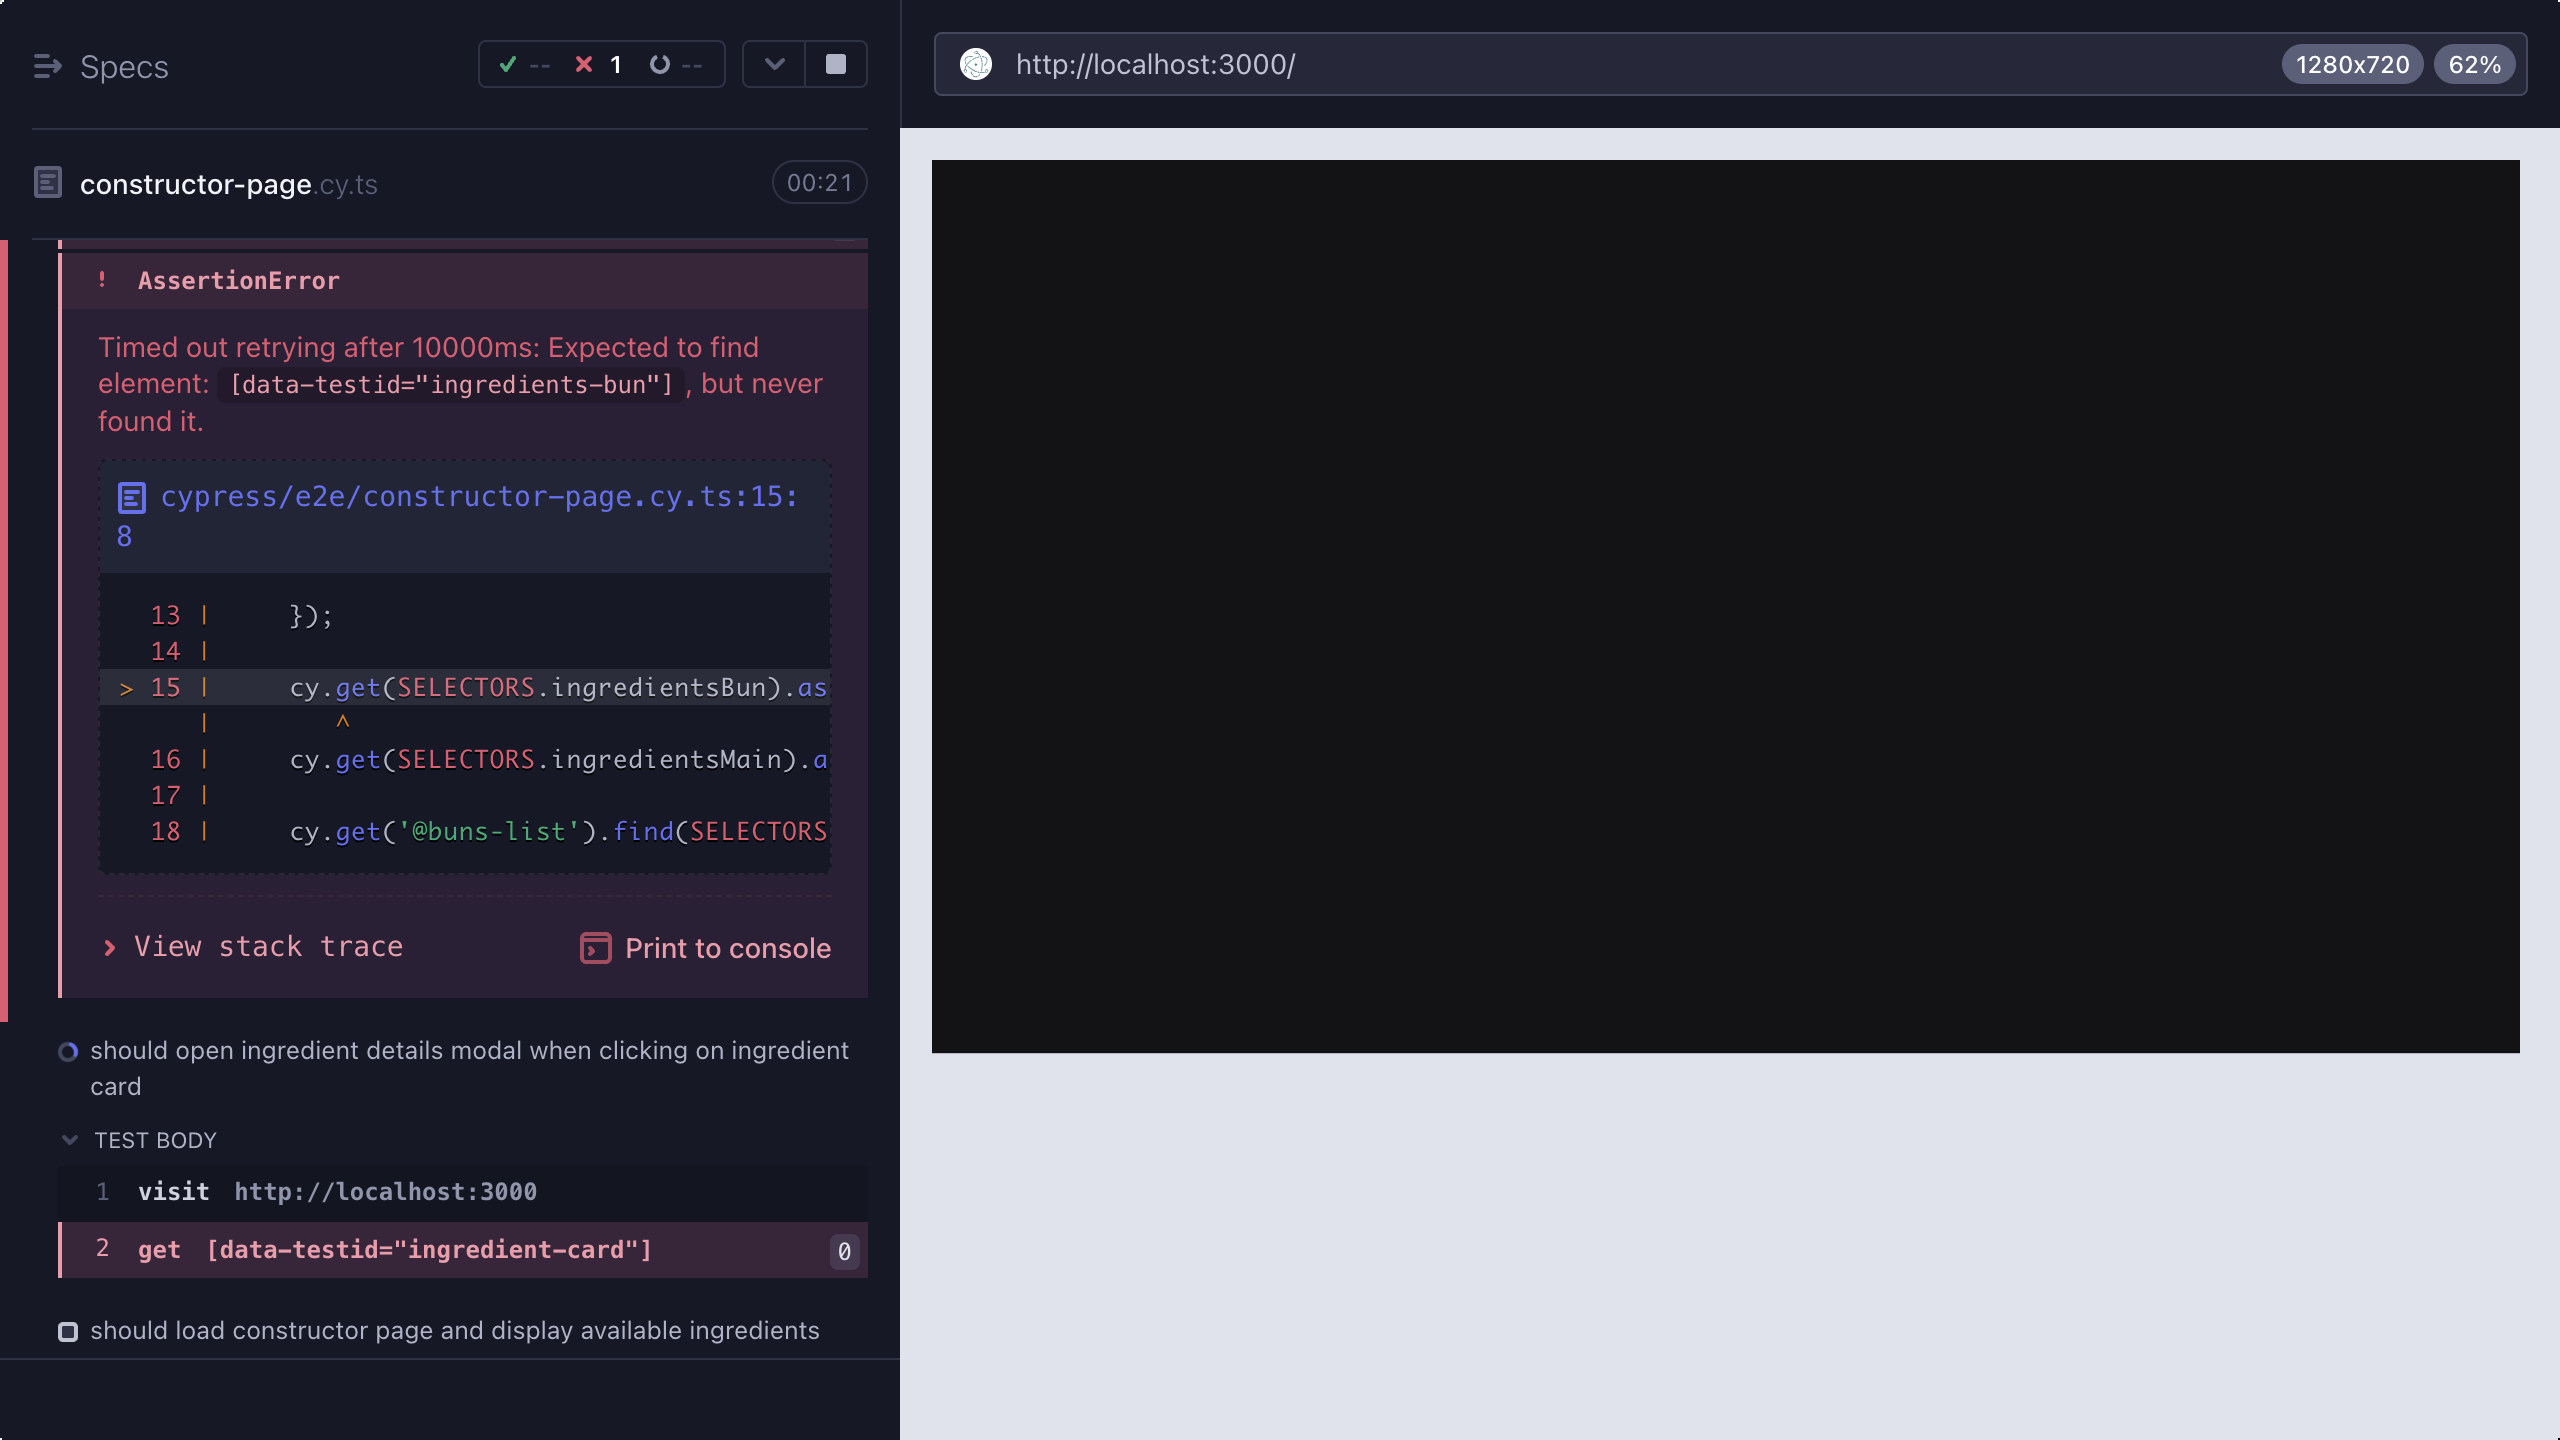 Specs
-- 1 --
http://localhost:3000/
1280x720
62%
constructor-page.cy.ts
00:21
! AssertionError
Timed out retrying after 10000ms: Expected to find
element: [data-testid="ingredients-bun"], but never
found it.
cypress/e2e/constructor-page.cy.ts:15:
8
13 | });
14 |
> 15 | cy.get(SELECTORS.ingredientsBun).as
| ^
16 | cy.get(SELECTORS.ingredientsMain).a
17 |
18 | cy.get('@buns-list').find(SELECTORS
View stack trace
Print to console
should open ingredient details modal when clicking on ingredient
card
TEST BODY
1 visit http://localhost:3000
2 get [data-testid="ingredient-card"] 0
should load constructor page and display available ingredients